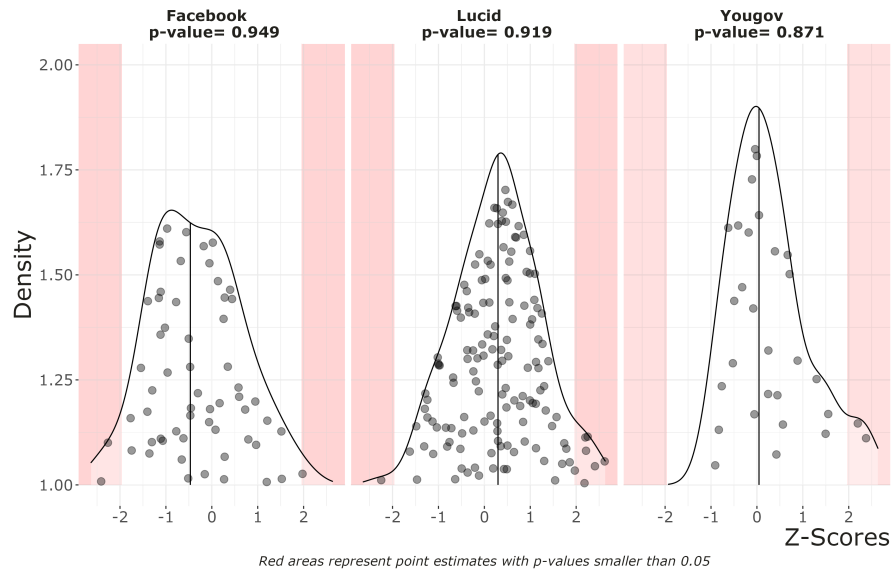 Facebook
p-value= 0.949
Lucid
p-value= 0.919
Yougov
p-value= 0.871
2.00
1.75
1.50
1.25
1.00
Density
-2 -1 0 1 2
-2 -1 0 1 2
-2 -1 0 1 2
Z-Scores
Red areas represent point estimates with p-values smaller than 0.05